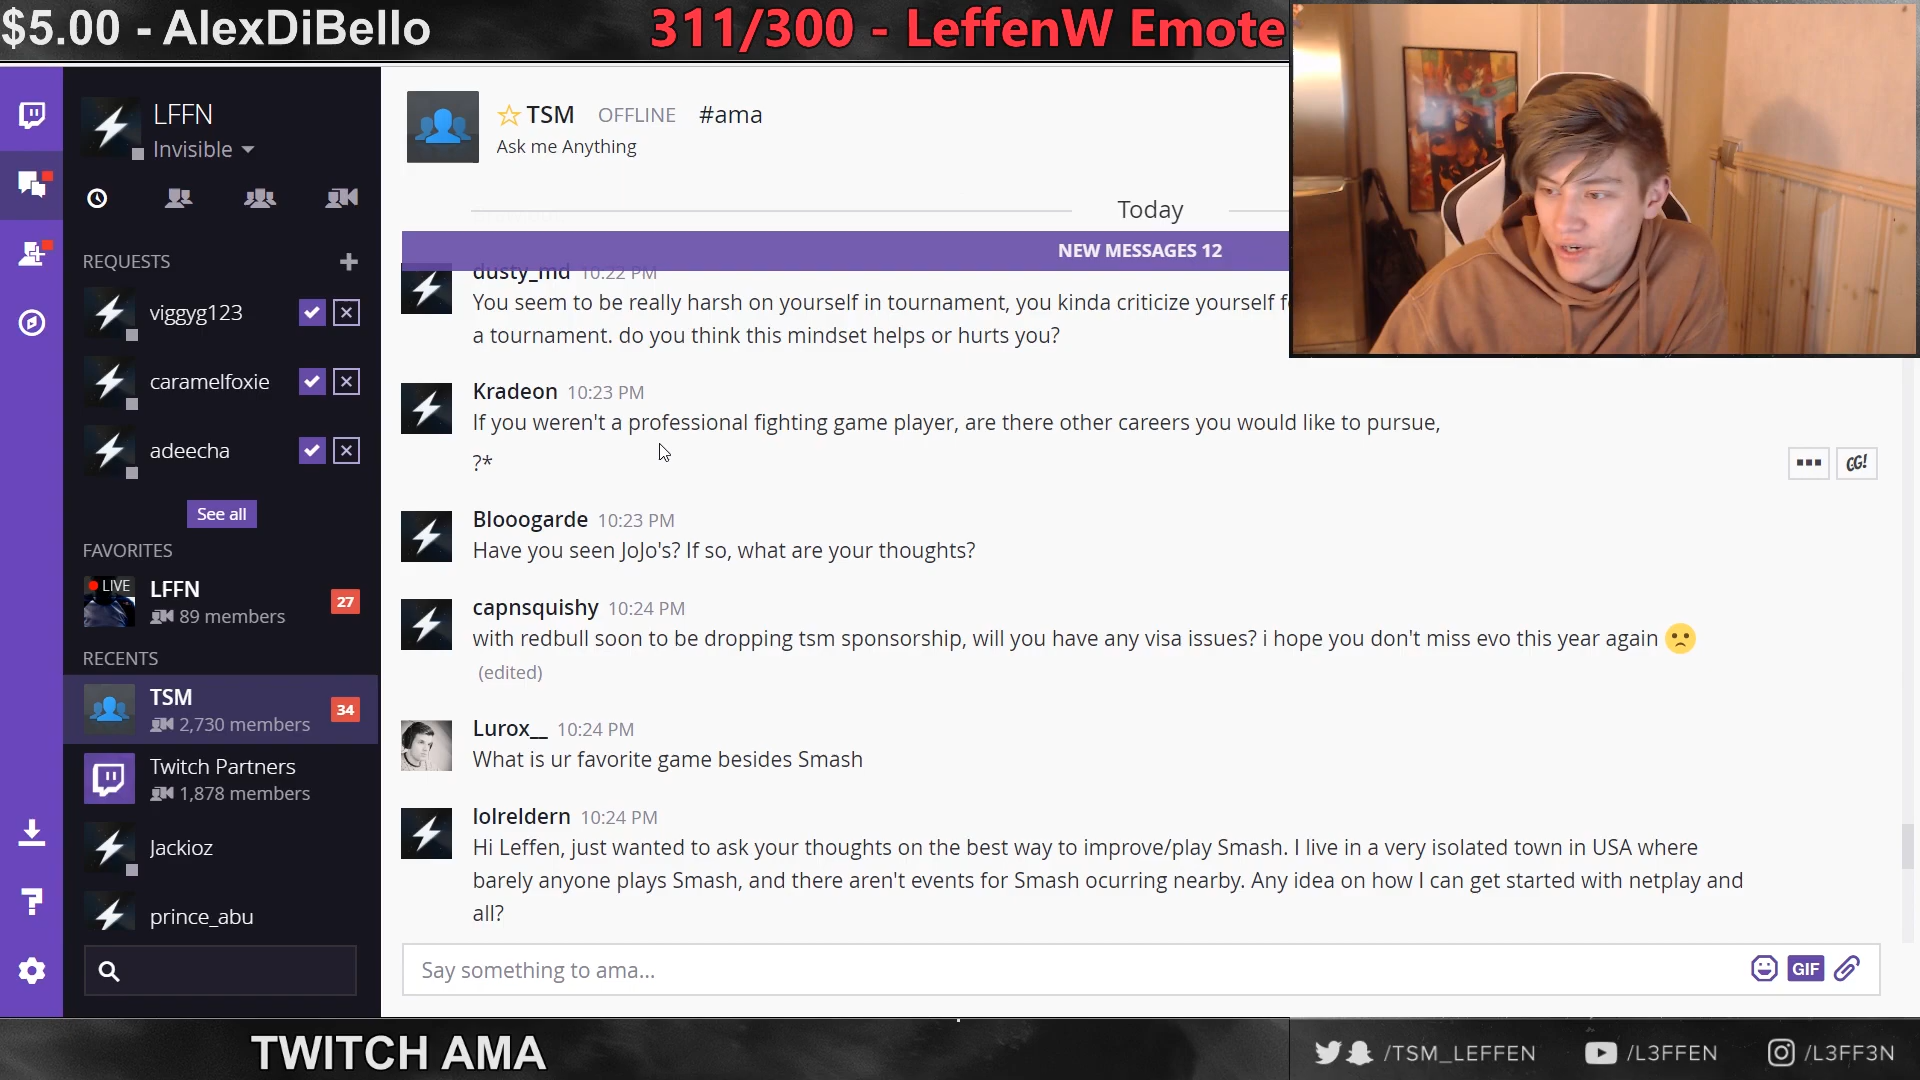 $5.00 - AlexDiBello
311/300 - LeffenW Emote
LFFN
Invisible
REQUESTS
viggyg123
caramelfoxie
adeecha
See all
FAVORITES
LIVE
LFFN
89 members
27
RECENTS
TSM
2,730 members
34
Twitch Partners
1,878 members
Jackioz
prince_abu
TSM OFFLINE #ama
Ask me Anything
Today
NEW MESSAGES 12
dusty_md 10:22 PM
You seem to be really harsh on yourself in tournament, you kinda criticize yourself
a tournament. do you think this mindset helps or hurts you?
Kradeon 10:23 PM
If you weren't a professional fighting game player, are there other careers you would like to pursue,
?*
GG!
Blooogarde 10:23 PM
Have you seen JoJo's? If so, what are your thoughts?
capnsquishy 10:24 PM
with redbull soon to be dropping tsm sponsorship, will you have any visa issues? i hope you don't miss evo this year again
(edited)
Lurox__ 10:24 PM
What is ur favorite game besides Smash
lolreldern 10:24 PM
Hi Leffen, just wanted to ask your thoughts on the best way to improve/play Smash. I live in a very isolated town in USA where
barely anyone plays Smash, and there aren't events for Smash ocurring nearby. Any idea on how I can get started with netplay and
all?
Say something to ama...
GIF
TWITCH AMA
/TSM_LEFFEN
/L3FFEN
/L3FF3N